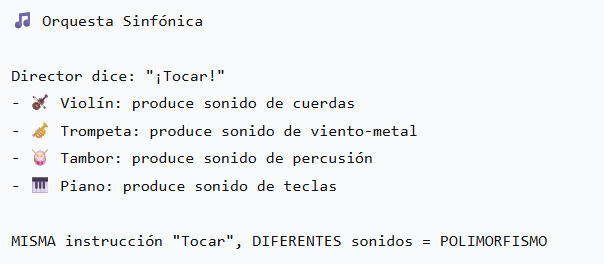 🎵 Orquesta Sinfónica
Director dice: "¡Tocar!"
- 🎻 Violín: produce sonido de cuerdas
- 🎺 Trompeta: produce sonido de viento-metal
- 🥁 Tambor: produce sonido de percusión
- 🎹 Piano: produce sonido de teclas
MISMA instrucción "Tocar", DIFERENTES sonidos = POLIMORFISMO